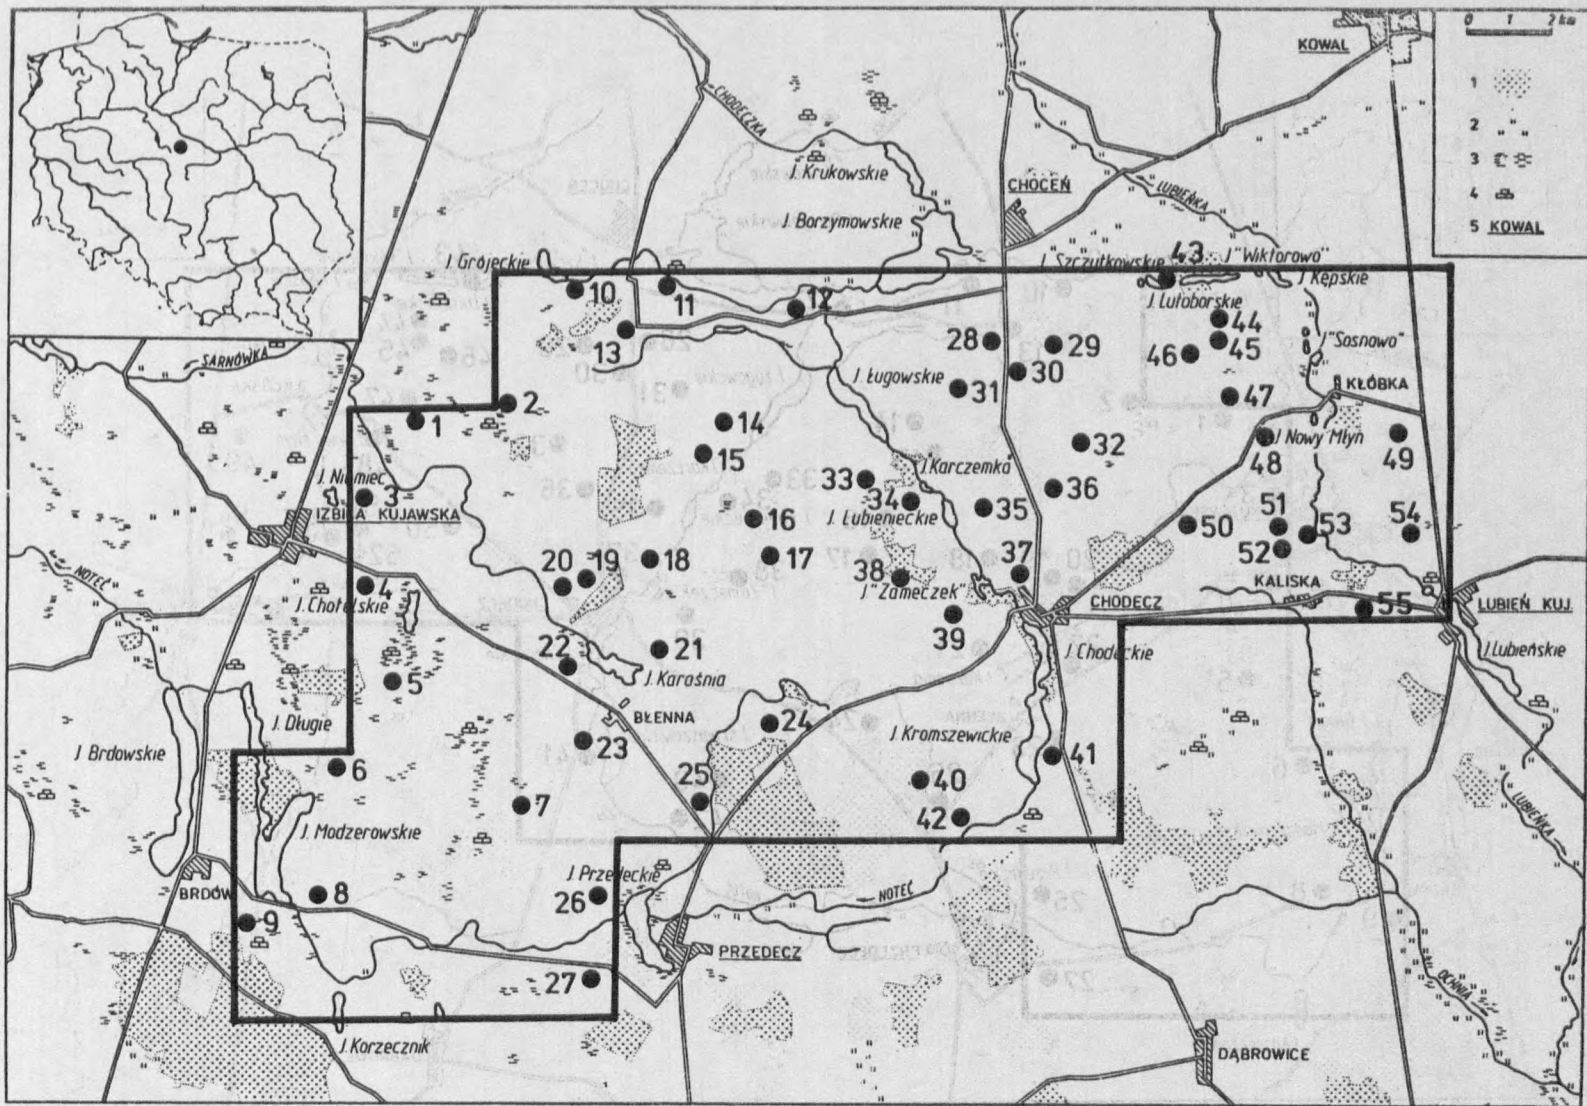 0 1 2 km
KOWAL
1
2
3
4
5 KOWAL
CHODECZKA
J. Krukowskie
CHOCEŃ
LUBIEŃKA
J. Borzymowskie
J. Grójeckie
J. Szczutkowskie
43
J."Wiktorowo"
J. Kępskie
10
11
12
J. Lutoborskie
44
13
28
29
46
45
J."Sosnowo"
SARNÓWKA
30
J. Ługowskie
31
KŁÓBKA
47
2
1
14
32
J. Nowy Młyn
48
49
15
J. Niemiec
3
33
J."Karczemka"
36
IZBICA KUJAWSKA
34
J. Lubienieckie
35
16
50
51
53
54
52
NOTEĆ
20
19
18
17
37
38
J."Zameczek"
KALISKA
4
J. Chotelskie
CHODECZ
55
LUBIEŃ KUJ.
39
22
21
J. Chodeckie
J. Lubieńskie
5
J. Karaśnia
BŁENNA
J. Długie
24
J. Brdowskie
23
J. Kromszewickie
41
6
40
25
7
42
J. Modzerowskie
LUBIEŃKA
J. Przedeckie
BRDÓW
8
26
NOTEĆ
9
PRZEDECZ
27
OCHNIA
J. Korzecznik
DĄBROWICE